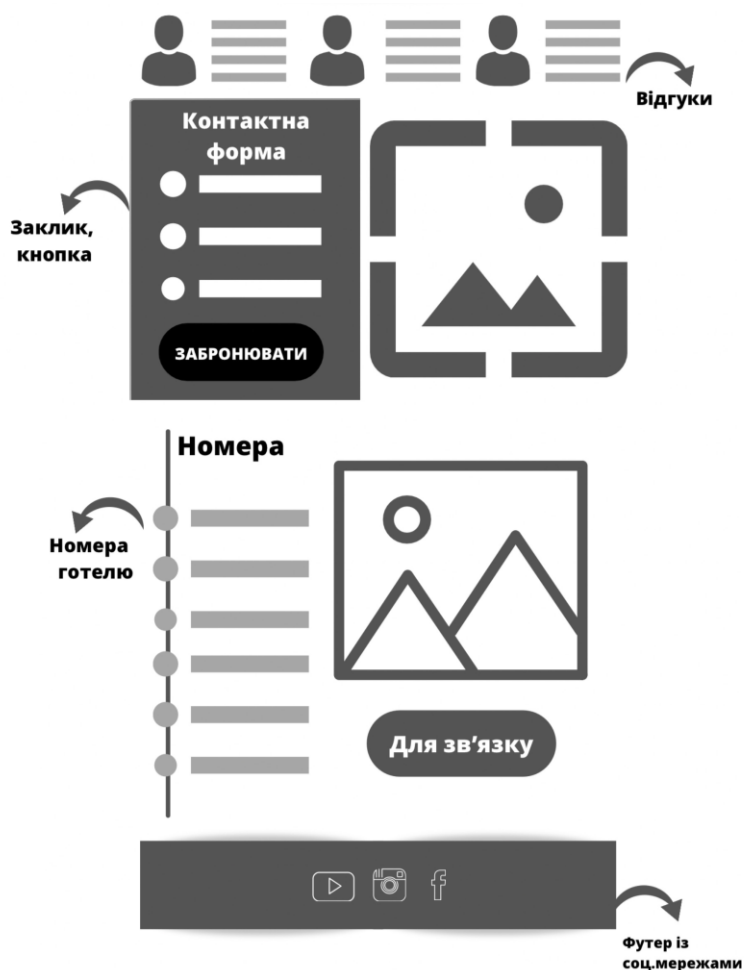 Відгуки
Контактна
форма
Заклик,
кнопка
ЗАБРОНЮВАТИ
Номера
Номера
готелю
Для зв’язку
Футер із
соц.мережами